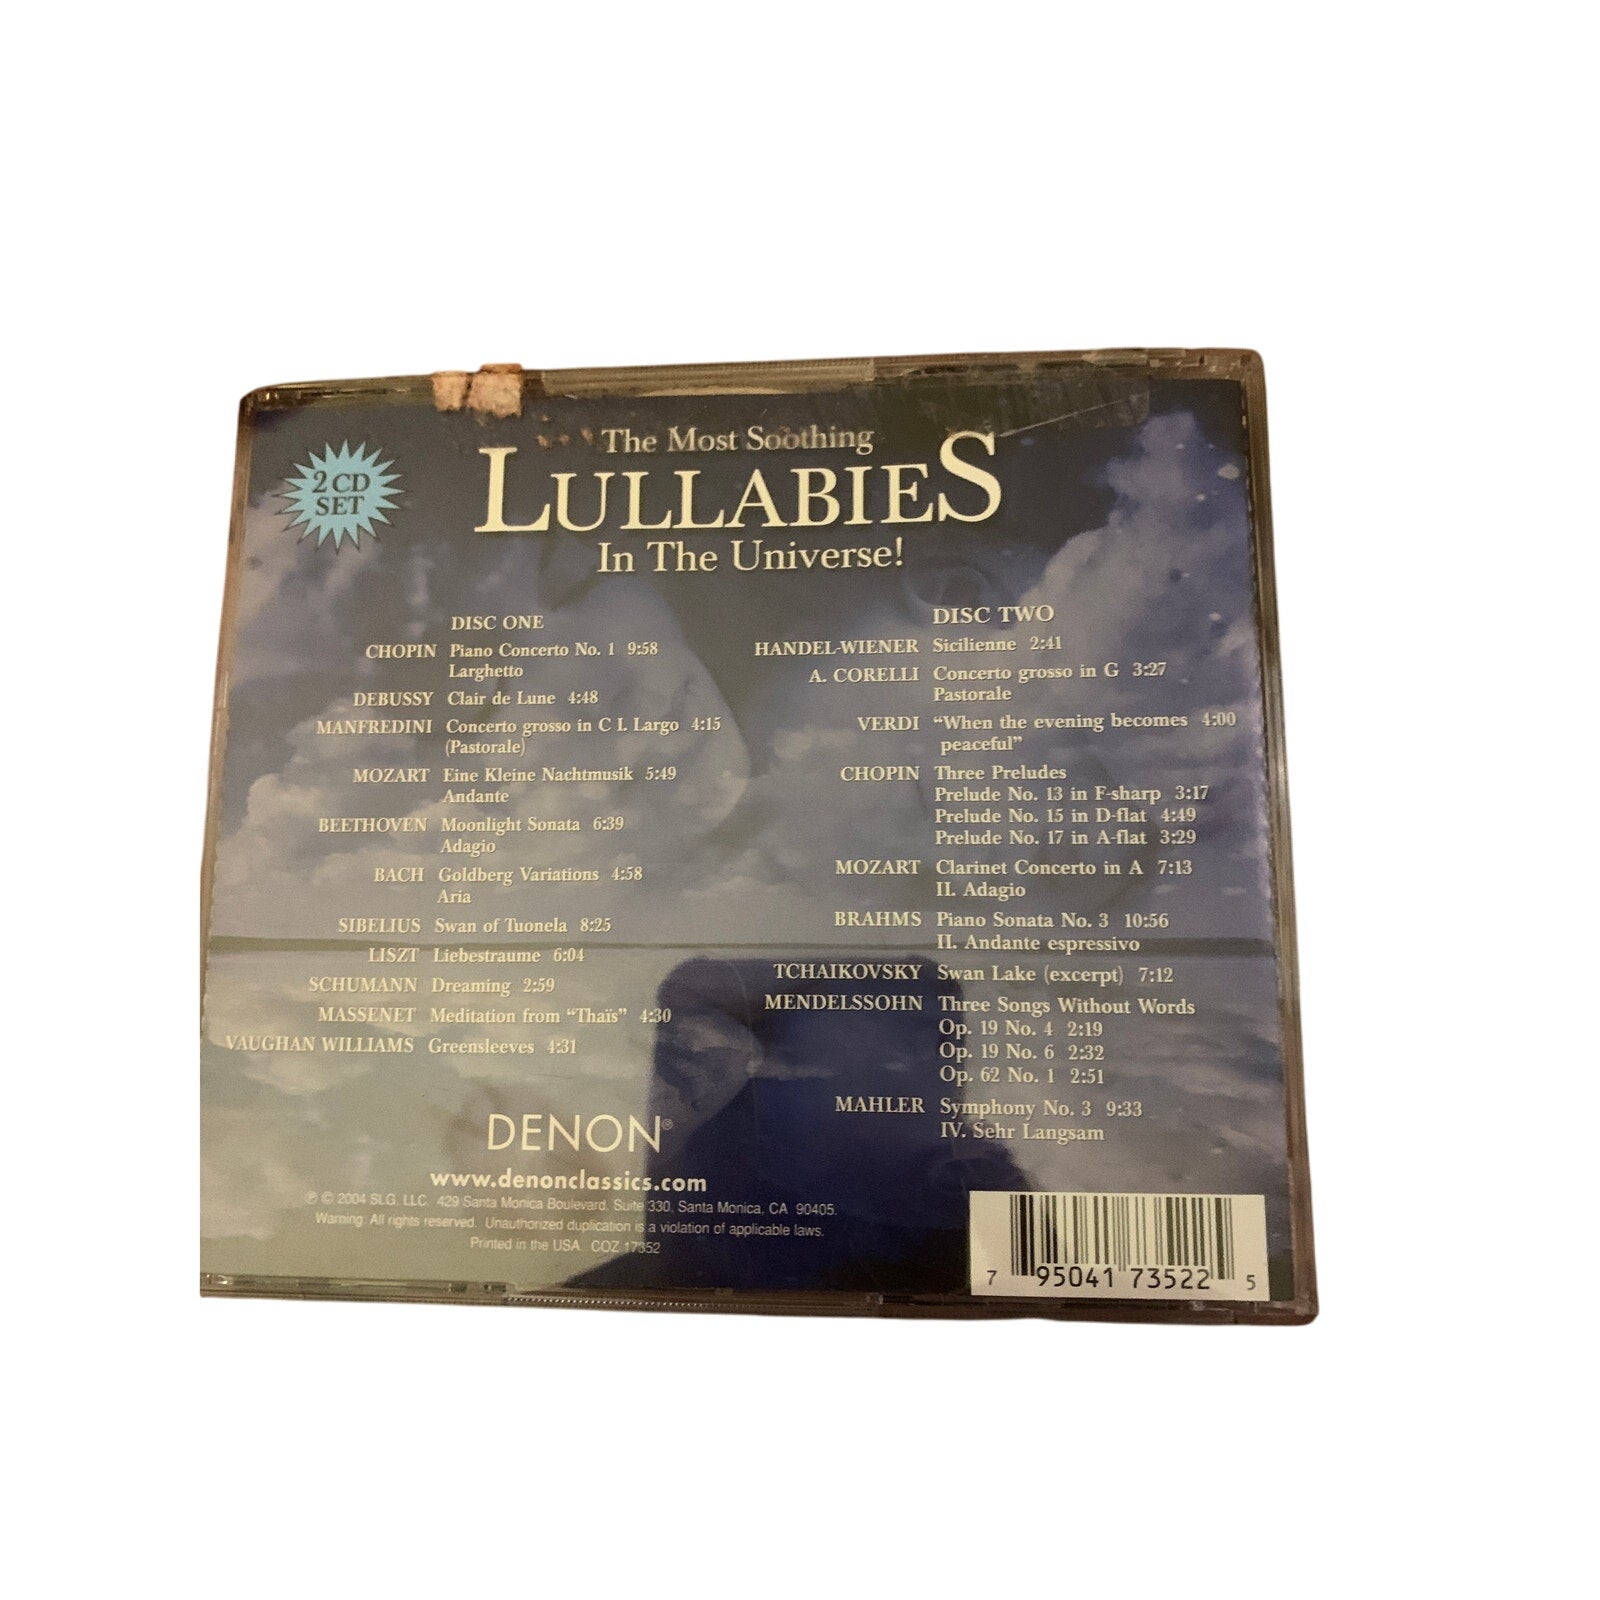 The Most Soothing
LULLABIES
In The Universe!
2 CD
SET
DISC ONE
CHOPIN Piano Concerto No. 1 9:58
Larghetto
DEBUSSY Clair de Lune 4:48
MANFREDINI Concerto grosso in C I. Largo 4:15
(Pastorale)
MOZART Eine Kleine Nachtmusik 5:49
Andante
BEETHOVEN Moonlight Sonata 6:39
Adagio
BACH Goldberg Variations 4:58
Aria
SIBELIUS Swan of Tuonela 8:25
LISZT Liebestraume 6:04
SCHUMANN Dreaming 2:59
MASSENET Meditation from “Thaïs” 4:30
VAUGHAN WILLIAMS Greensleeves 4:31
DISC TWO
HANDEL-WIENER Sicilienne 2:41
A. CORELLI Concerto grosso in G 3:27
Pastorale
VERDI “When the evening becomes 4:00
peaceful”
CHOPIN Three Preludes
Prelude No. 13 in F-sharp 3:17
Prelude No. 15 in D-flat 4:49
Prelude No. 17 in A-flat 3:29
MOZART Clarinet Concerto in A 7:13
II. Adagio
BRAHMS Piano Sonata No. 3 10:56
II. Andante espressivo
TCHAIKOVSKY Swan Lake (excerpt) 7:12
MENDELSSOHN Three Songs Without Words
Op. 19 No. 4 2:19
Op. 19 No. 6 2:32
Op. 62 No. 1 2:51
MAHLER Symphony No. 3 9:33
IV. Sehr Langsam
DENON®
www.denonclassics.com
℗ © 2004 SLG, LLC. 429 Santa Monica Boulevard, Suite 330, Santa Monica, CA 90405.
Warning: All rights reserved. Unauthorized duplication is a violation of applicable laws.
Printed in the USA COZ 17352
7 95041 73522 5